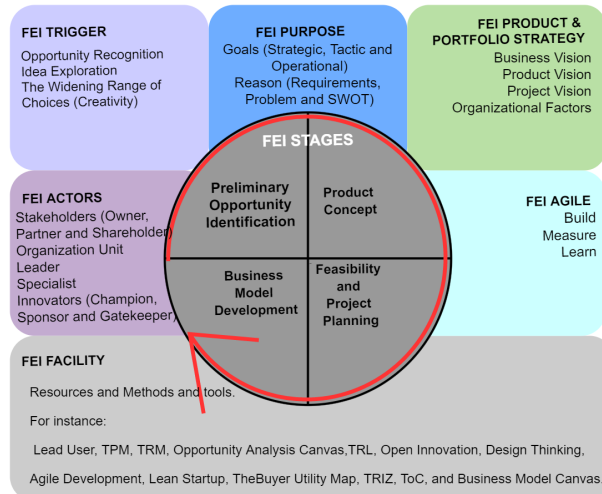 FEI TRIGGER
Opportunity Recognition
Idea Exploration
The Widening Range of
Choices (Creativity)
FEI PURPOSE
Goals (Strategic, Tactic and
Operational)
Reason (Requirements,
Problem and SWOT)
FEI PRODUCT &
PORTFOLIO STRATEGY
Business Vision
Product Vision
Project Vision
Organizational Factors
FEI STAGES
Preliminary
Opportunity
Identification
Product
Concept
Business
Model
Development
Feasibility
and
Project
Planning
FEI ACTORS
Stakeholders (Owner,
Partner and Shareholder)
Organization Unit
Leader
Specialist
Innovators (Champion,
Sponsor and Gatekeeper)
FEI AGILE
Build
Measure
Learn
FEI FACILITY
Resources and Methods and tools.
For instance:
Lead User, TPM, TRM, Opportunity Analysis Canvas,TRL, Open Innovation, Design Thinking,
Agile Development, Lean Startup, TheBuyer Utility Map, TRIZ, ToC, and Business Model Canvas.